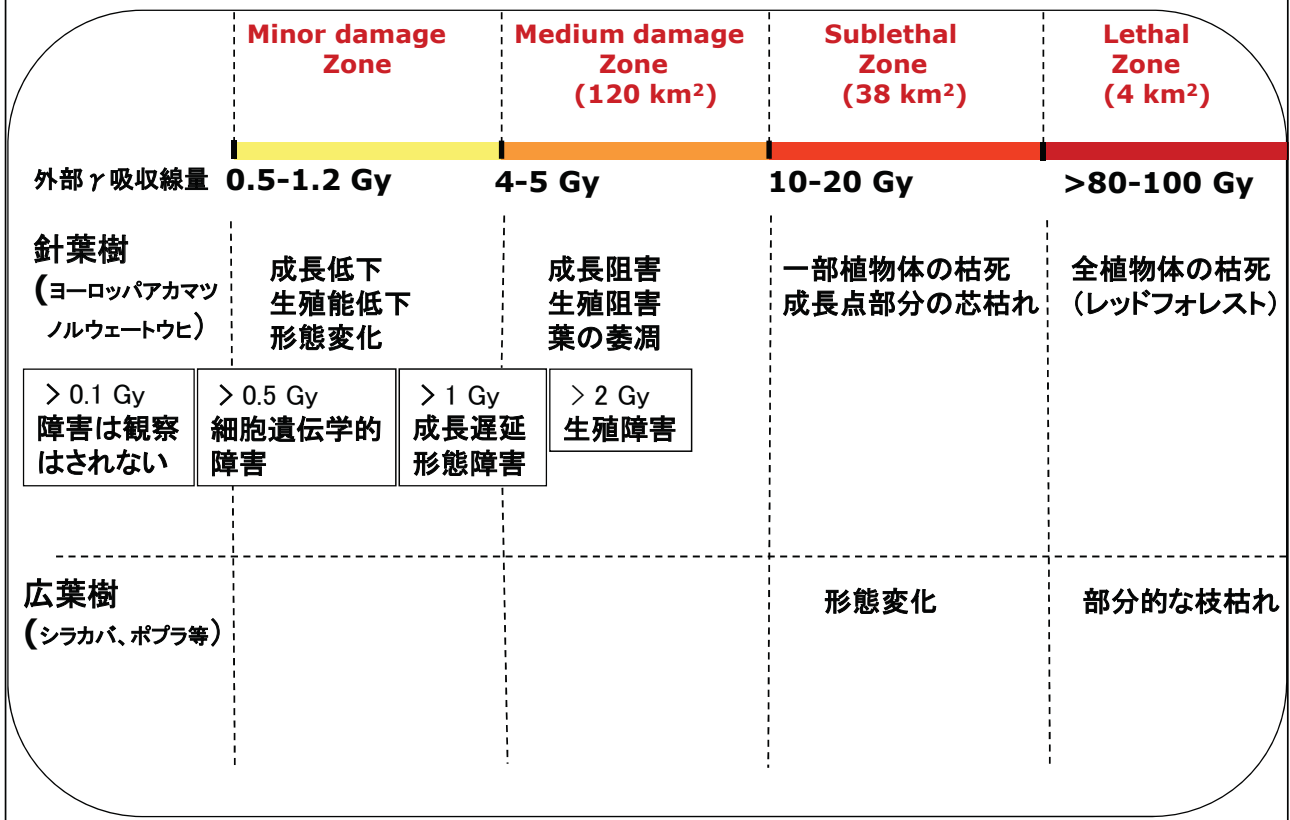 Minor damage
Zone
Medium damage
Zone
(120 km²)
Sublethal
Zone
(38 km²)
Lethal
Zone
(4 km²)
外部γ吸収線量
0.5-1.2 Gy
4-5 Gy
10-20 Gy
>80-100 Gy
針葉樹
(ヨーロッパアカマツ
ノルウェートウヒ)
成長低下
生殖能低下
形態変化
成長阻害
生殖阻害
葉の萎凋
一部植物体の枯死
成長点部分の芯枯れ
全植物体の枯死
(レッドフォレスト)
> 0.1 Gy
障害は観察
はされない
> 0.5 Gy
細胞遺伝学的
障害
> 1 Gy
成長遅延
形態障害
> 2 Gy
生殖障害
広葉樹
(シラカバ、ポプラ等)
形態変化
部分的な枝枯れ